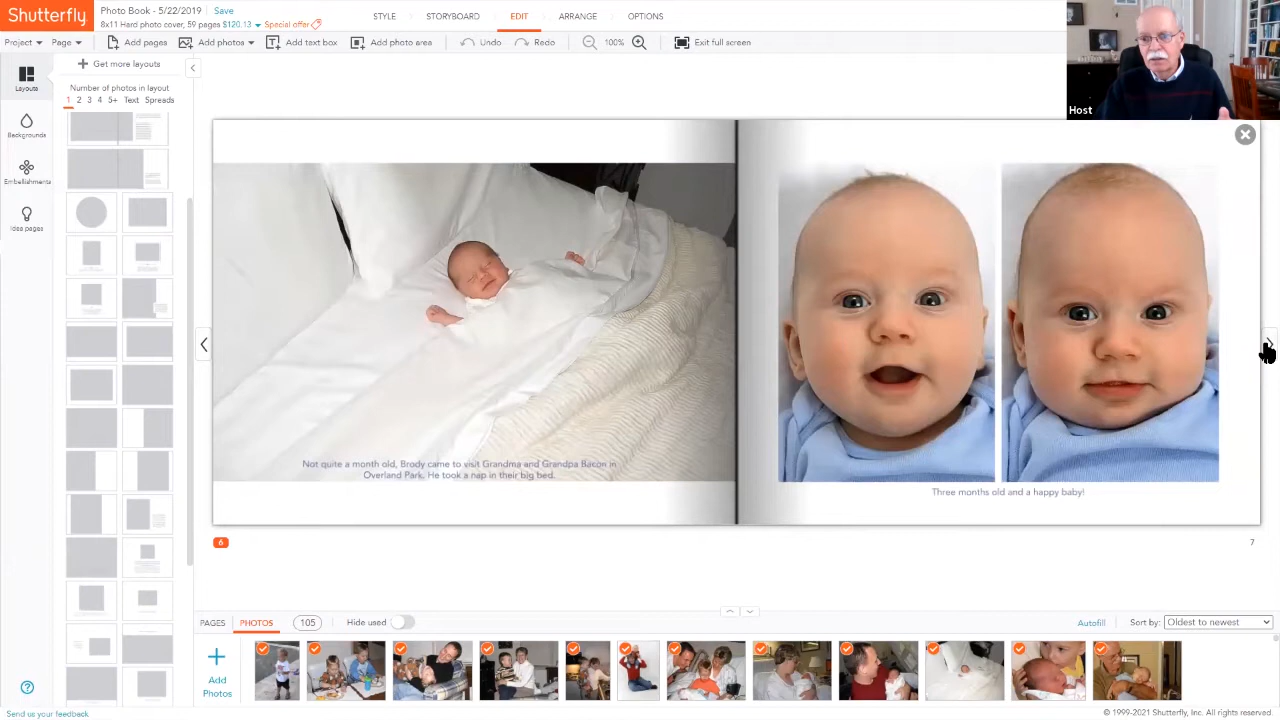 Shutterfly
Photo Book - 5/22/2019 Save
8x11 Hard photo cover, 59 pages $120.13 Special offer
STYLE STORYBOARD EDIT ARRANGE OPTIONS
Project Page Add pages Add photos Add text box Add photo area Undo Redo 100% Exit full screen
Host
Layouts
Backgrounds
Embellishments
Idea pages
Get more layouts
Number of photos in layout
1 2 3 4 5+ Text Spreads
Not quite a month old, Brody came to visit Grandma and Grandpa Bacon in
Overland Park. He took a nap in their big bed.
Three months old and a happy baby!
6
7
PAGES PHOTOS 105 Hide used Autofill Sort by: Oldest to newest
Add
Photos
Send us your feedback
© 1999-2021 Shutterfly, Inc. All rights reserved.